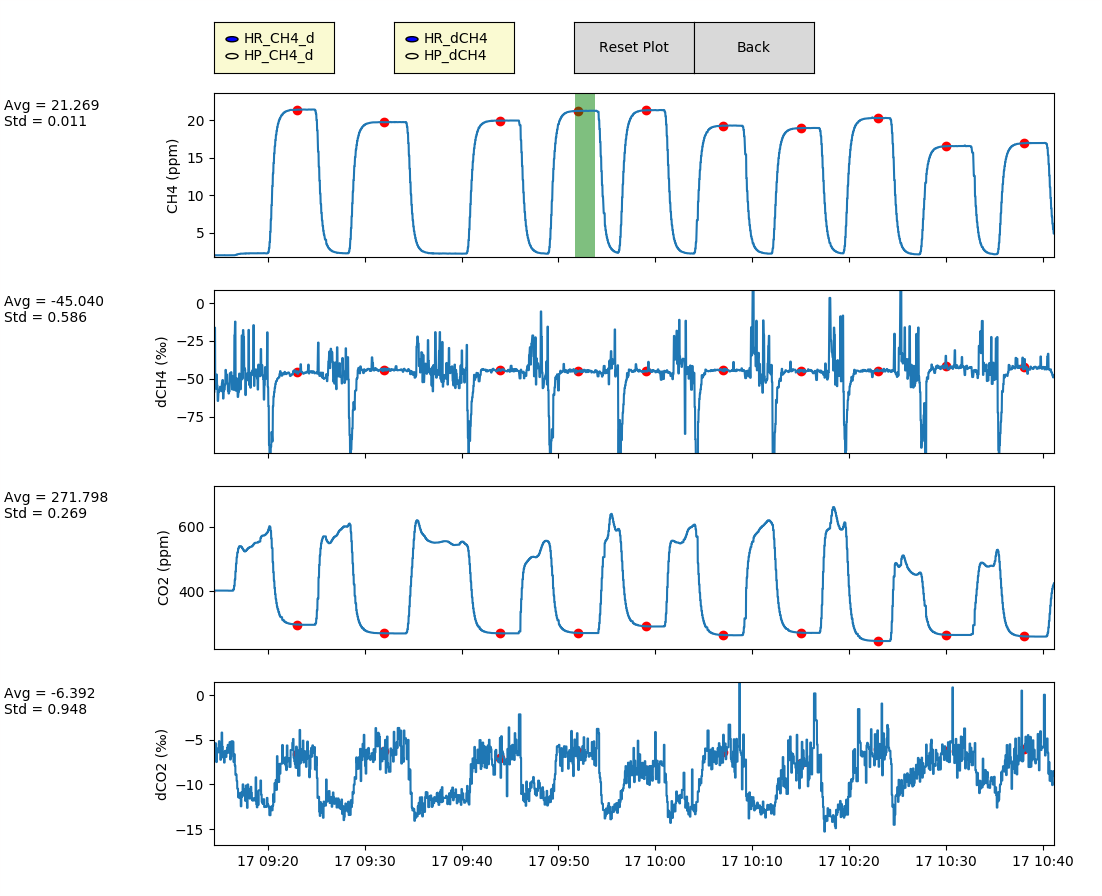 HR_CH4_d
HP_CH4_d
HR_dCH4
HP_dCH4
Reset Plot
Back
Avg = 21.269
Std = 0.011
CH4 (ppm)
20
15
10
5
Avg = -45.040
Std = 0.586
dCH4 (‰)
0
−25
−50
−75
Avg = 271.798
Std = 0.269
CO2 (ppm)
600
400
Avg = -6.392
Std = 0.948
dCO2 (‰)
0
−5
−10
−15
17 09:20
17 09:30
17 09:40
17 09:50
17 10:00
17 10:10
17 10:20
17 10:30
17 10:40